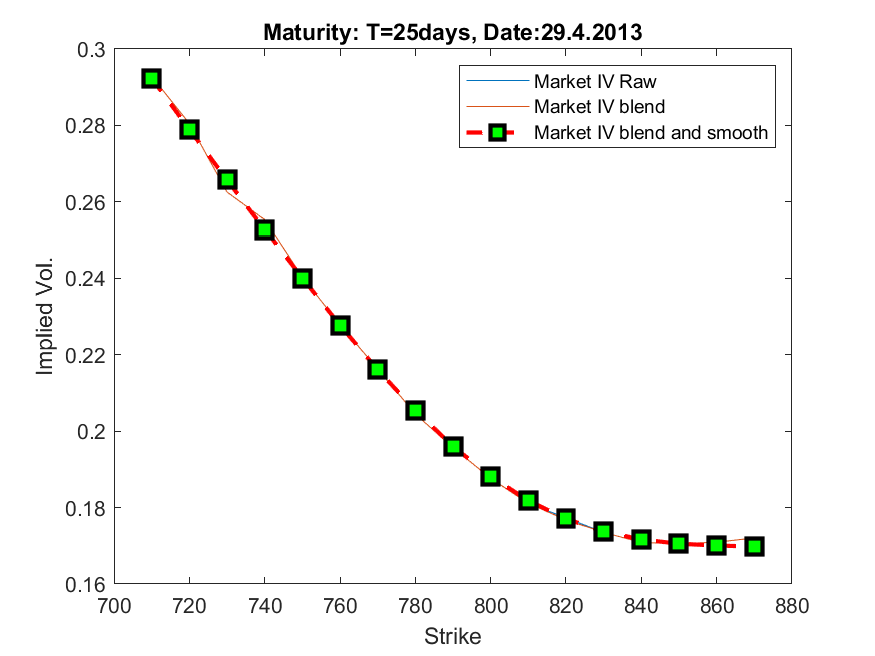 Maturity: T=25days, Date:29.4.2013
0.3
0.28
0.26
0.24
0.22
0.2
0.18
0.16
Implied Vol.
Market IV Raw
Market IV blend
Market IV blend and smooth
700 720 740 760 780 800 820 840 860 880
Strike